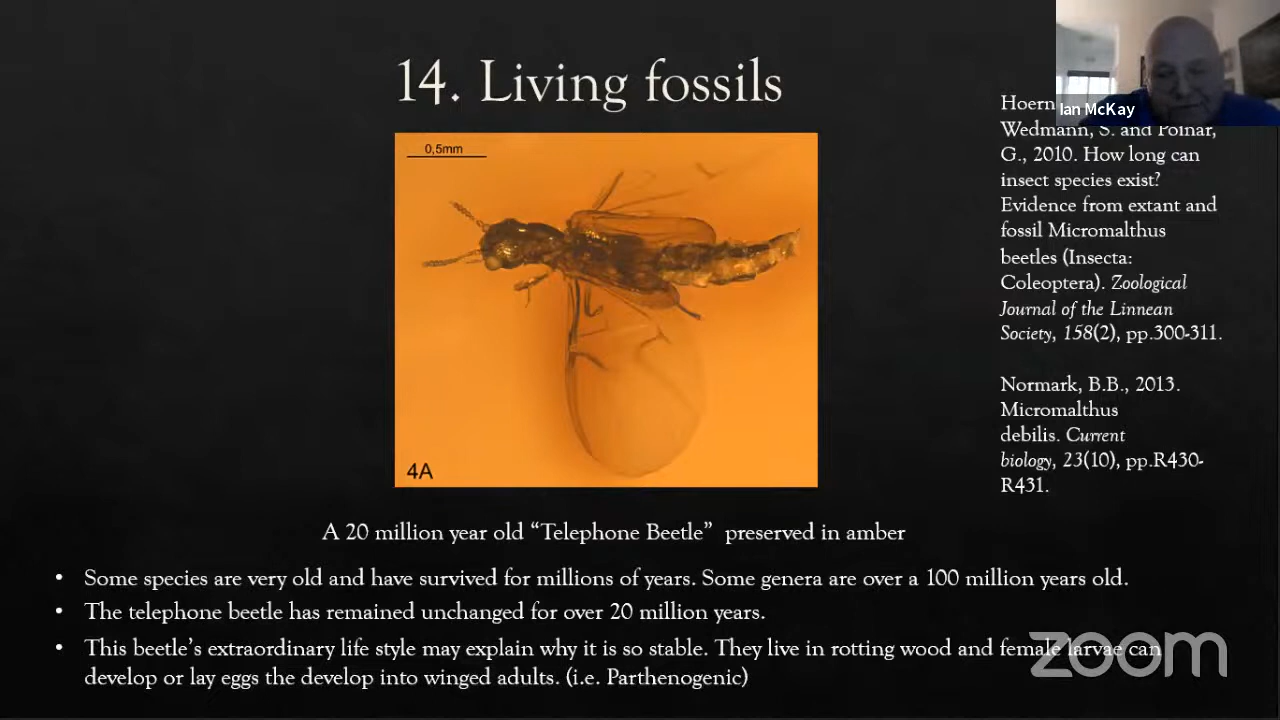 14. Living fossils
Ian McKay
0,5mm
4A
Hoern
Wedmann, S. and Poinar,
G., 2010. How long can
insect species exist?
Evidence from extant and
fossil Micromalthus
beetles (Insecta:
Coleoptera). Zoological
Journal of the Linnean
Society, 158(2), pp.300-311.
Normark, B.B., 2013.
Micromalthus
debilis. Current
biology, 23(10), pp.R430-
R431.
A 20 million year old “Telephone Beetle” preserved in amber
• Some species are very old and have survived for millions of years. Some genera are over a 100 million years old.
• The telephone beetle has remained unchanged for over 20 million years.
• This beetle’s extraordinary life style may explain why it is so stable. They live in rotting wood and female larvae can
develop or lay eggs the develop into winged adults. (i.e. Parthenogenic)
zoom